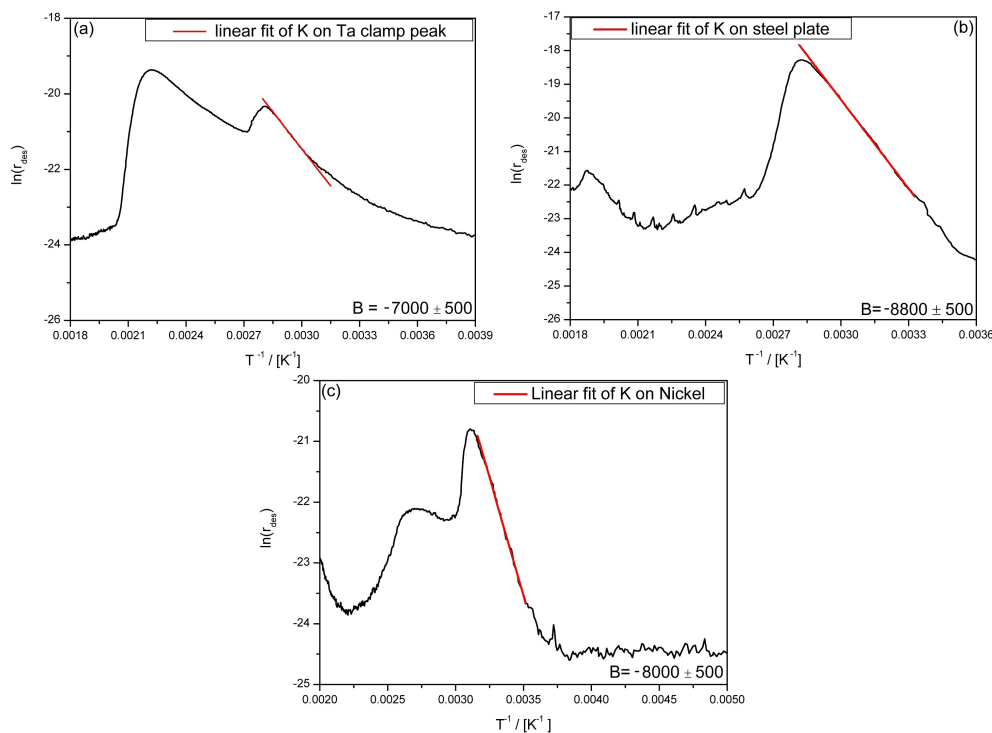 (a)
linear fit of K on Ta clamp peak
-18
-20
-22
-24
-26
ln(r_des)
B = -7000 ± 500
0.0018 0.0021 0.0024 0.0027 0.0030 0.0033 0.0036 0.0039
T⁻¹ / [K⁻¹]
linear fit of K on steel plate
(b)
-17
-18
-19
-20
-21
-22
-23
-24
-25
-26
ln(r_des)
B= -8800 ± 500
0.0018 0.0021 0.0024 0.0027 0.0030 0.0033 0.0036
T⁻¹ / [K⁻¹]
(c)
Linear fit of K on Nickel
-20
-21
-22
-23
-24
-25
ln(r_des)
B= -8000 ± 500
0.0020 0.0025 0.0030 0.0035 0.0040 0.0045 0.0050
T⁻¹ / [K⁻¹]